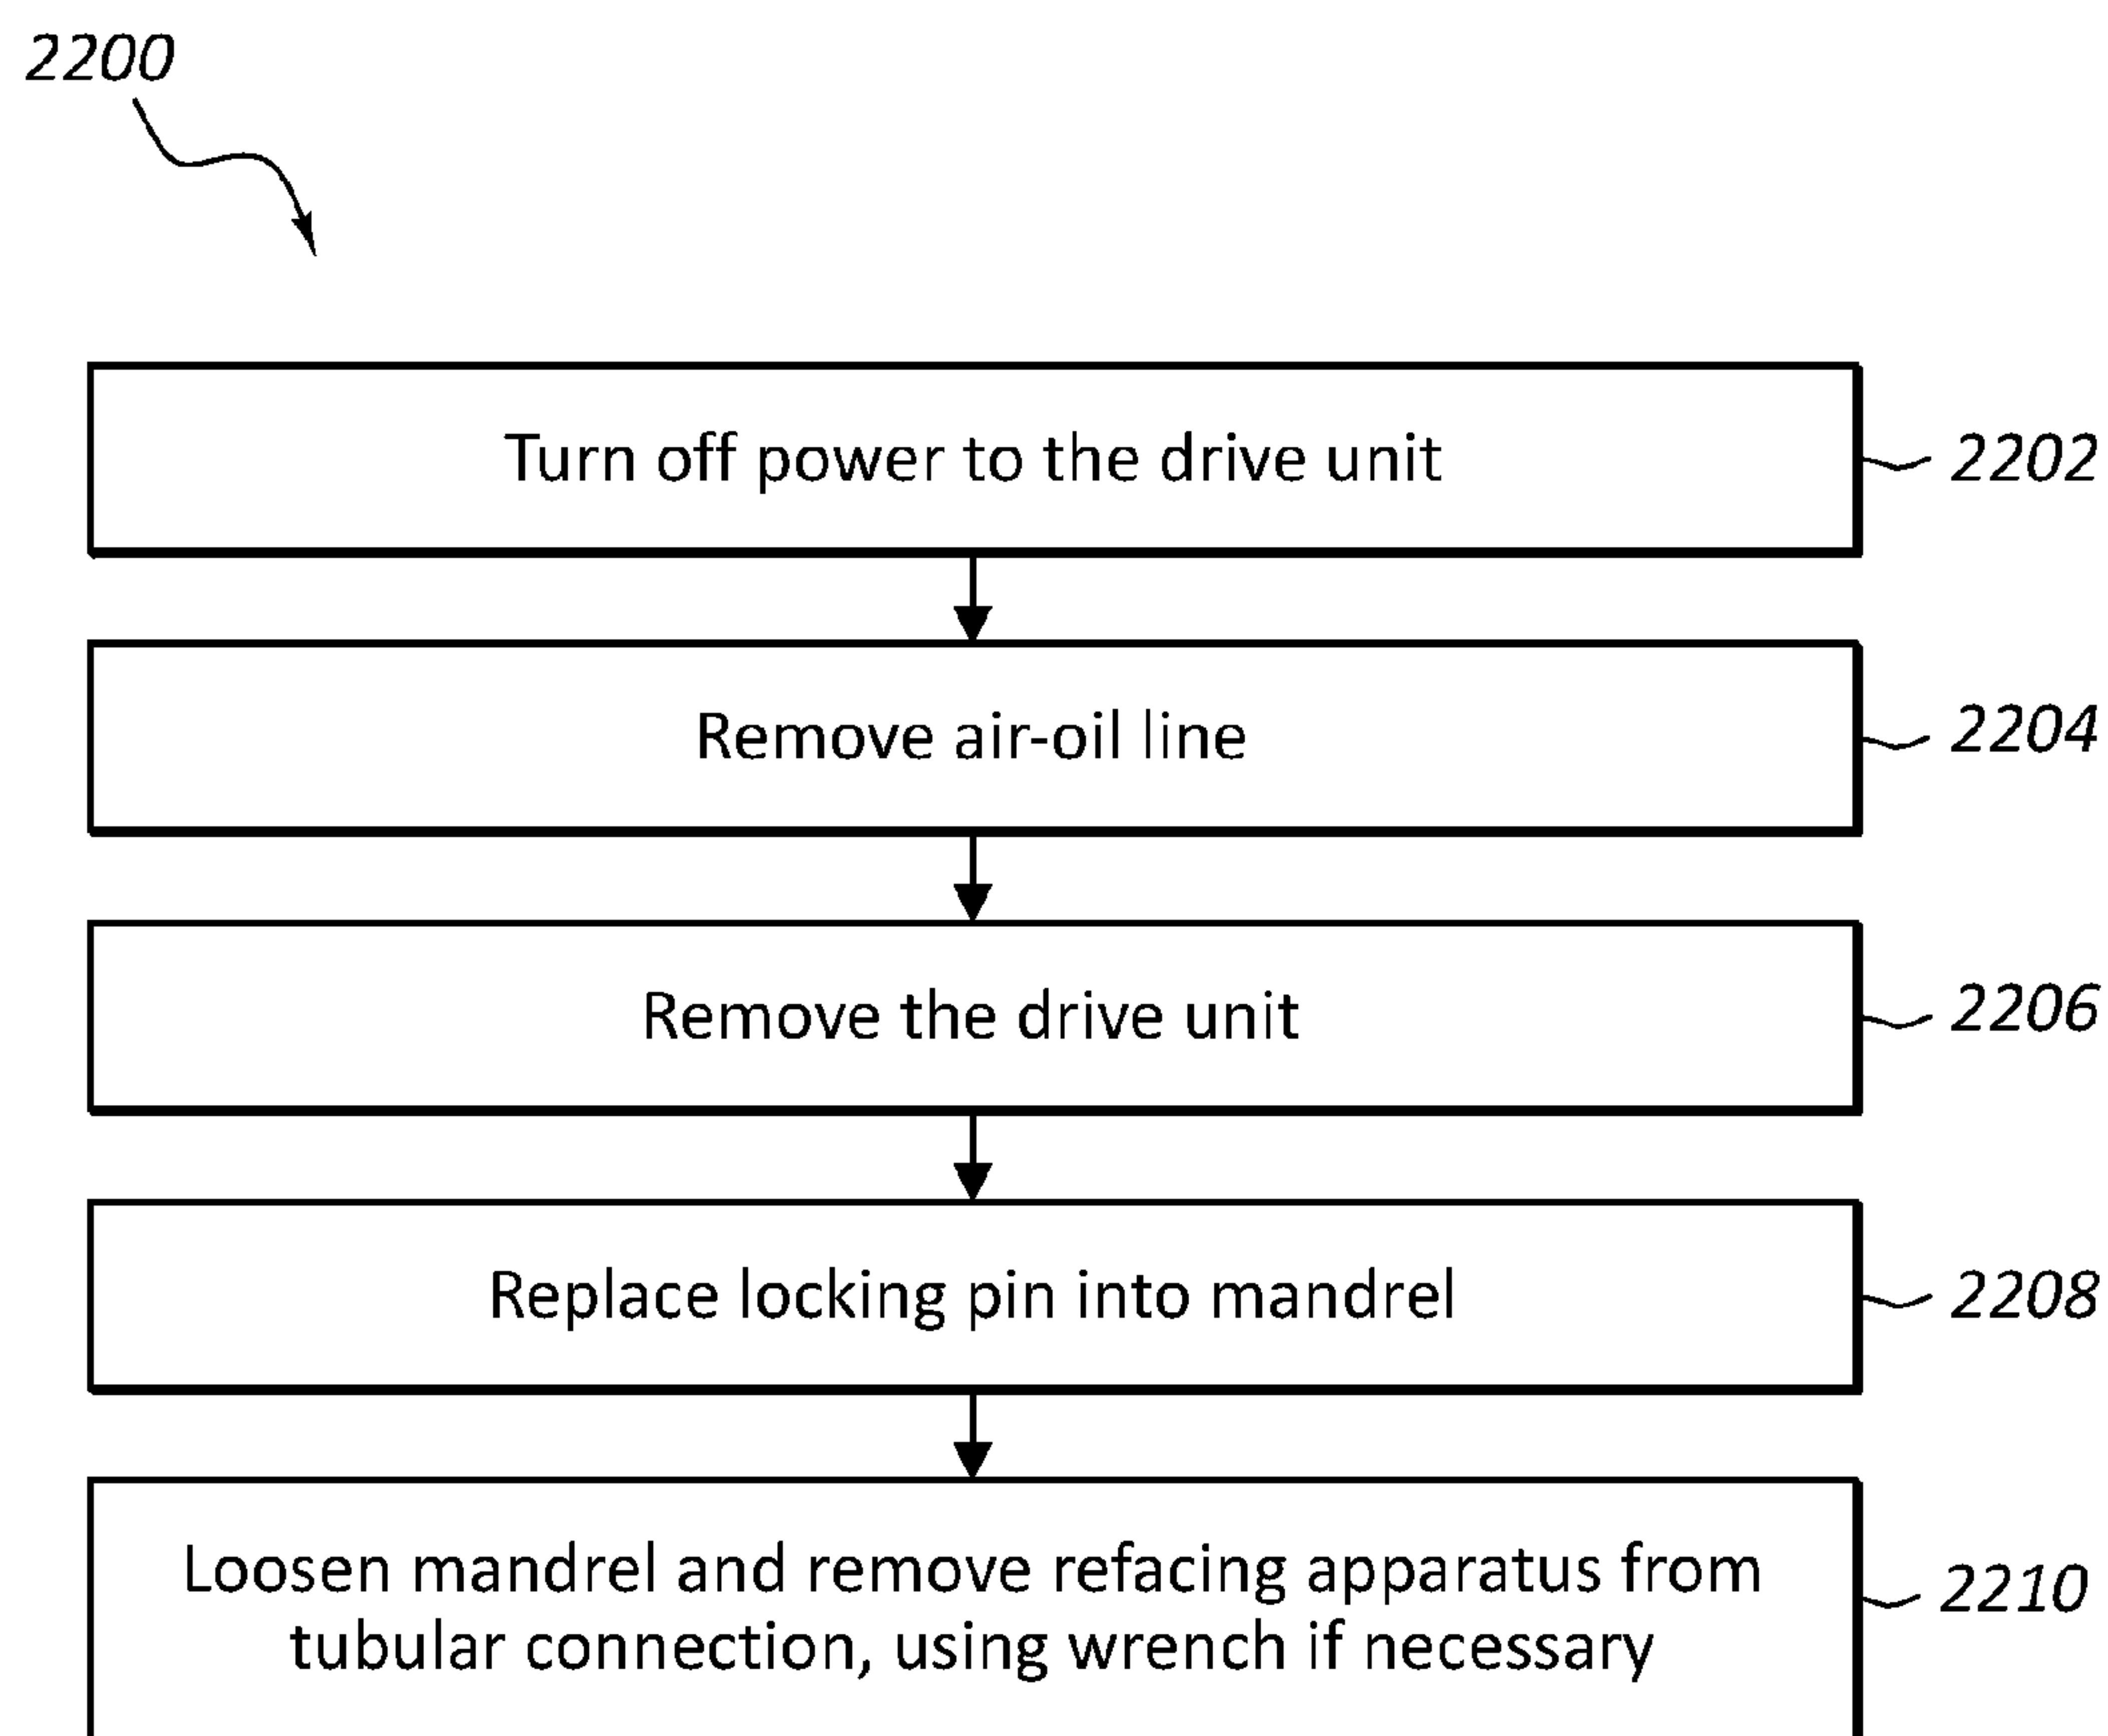 2200
Turn off power to the drive unit
2202
Remove air-oil line
2204
Remove the drive unit
2206
Replace locking pin into mandrel
2208
Loosen mandrel and remove refacing apparatus from
tubular connection, using wrench if necessary
2210